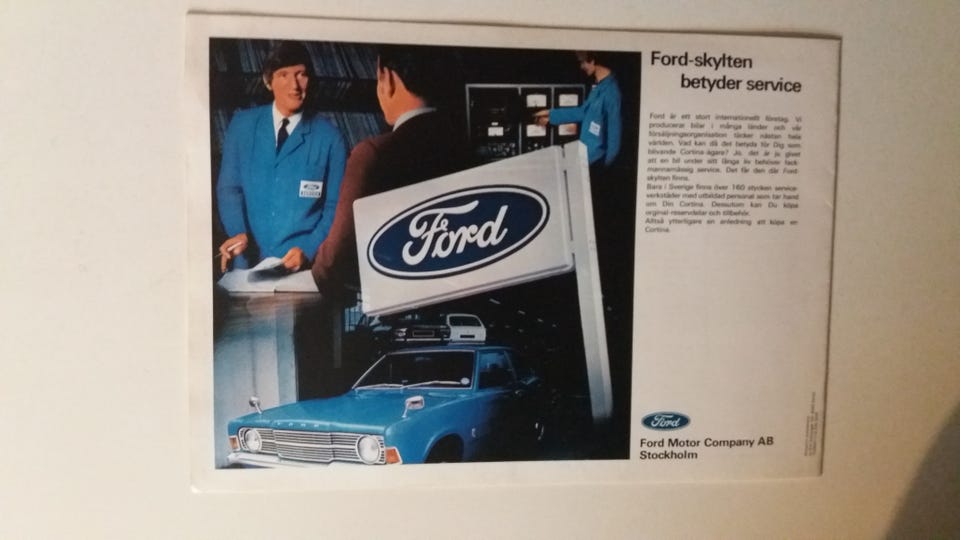 Ford-skylten
betyder service
Ford är ett stort internationellt företag. Vi
producerar bilar i många länder och vår
försäljningsorganisation täcker nästan hela
världen. Vad kan då det betyda för Dig som
blivande Cortina-ägare? Jo, det är ju givet
att en bil under sitt långa liv behöver fack-
mannamässig service. Det får den där Ford-
skylten finns.
Bara i Sverige finns över 160 stycken service-
verkstäder med utbildad personal som tar hand
om Din Cortina. Dessutom kan Du köpa
orginal-reservdelar och tillbehör.
Alltså ytterligare en anledning att köpa en
Cortina.
Ford
FORD
Ford
Ford Motor Company AB
Stockholm